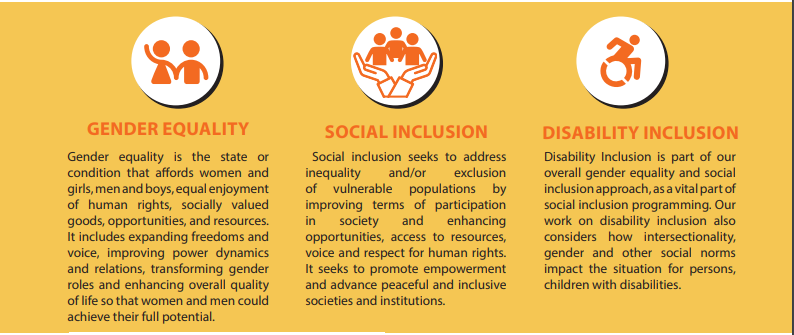 GENDER EQUALITY
Gender equality is the state or
condition that affords women and
girls, men and boys, equal enjoyment
of human rights, socially valued
goods, opportunities, and resources.
It includes expanding freedoms and
voice, improving power dynamics
and relations, transforming gender
roles and enhancing overall quality
of life so that women and men could
achieve their full potential.
SOCIAL INCLUSION
Social inclusion seeks to address
inequality and/or exclusion
of vulnerable populations by
improving terms of participation
in society and enhancing
opportunities, access to resources,
voice and respect for human rights.
It seeks to promote empowerment
and advance peaceful and inclusive
societies and institutions.
DISABILITY INCLUSION
Disability Inclusion is part of our
overall gender equality and social
inclusion approach, as a vital part of
social inclusion programming. Our
work on disability inclusion also
considers how intersectionality,
gender and other social norms
impact the situation for persons,
children with disabilities.